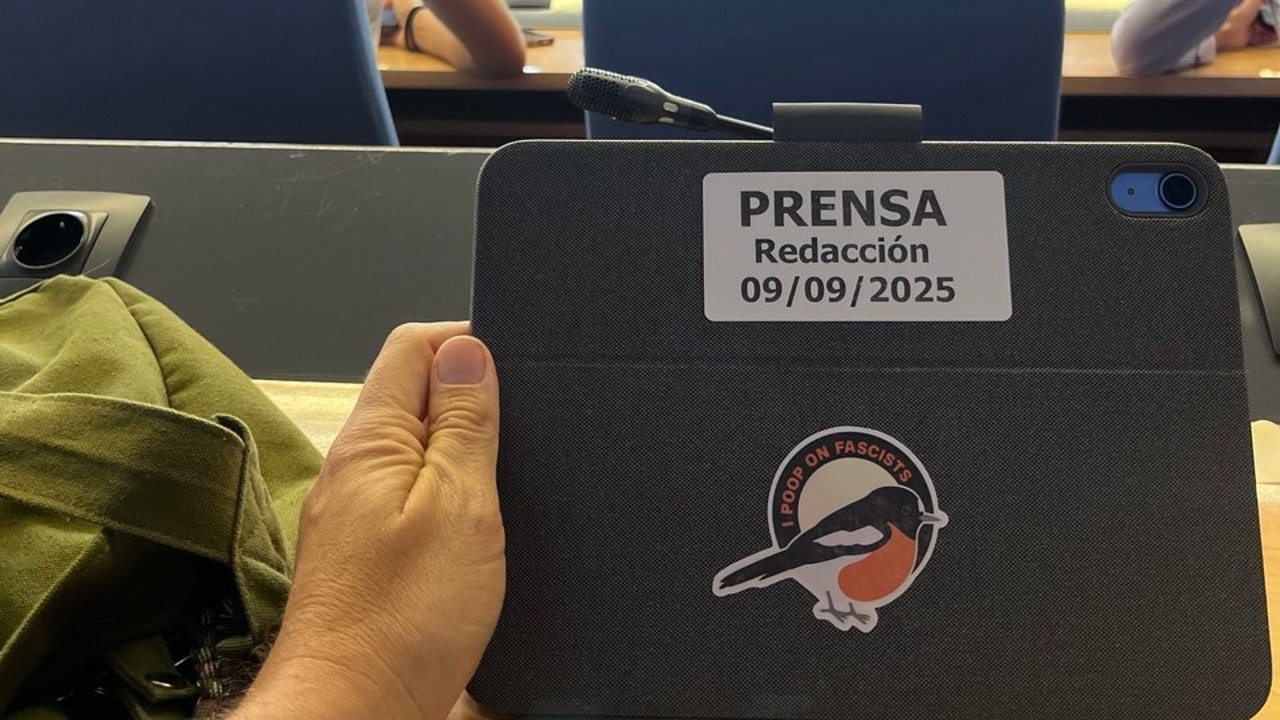 PRENSA
Redacción
09/09/2025
I POOP ON FASCISTS